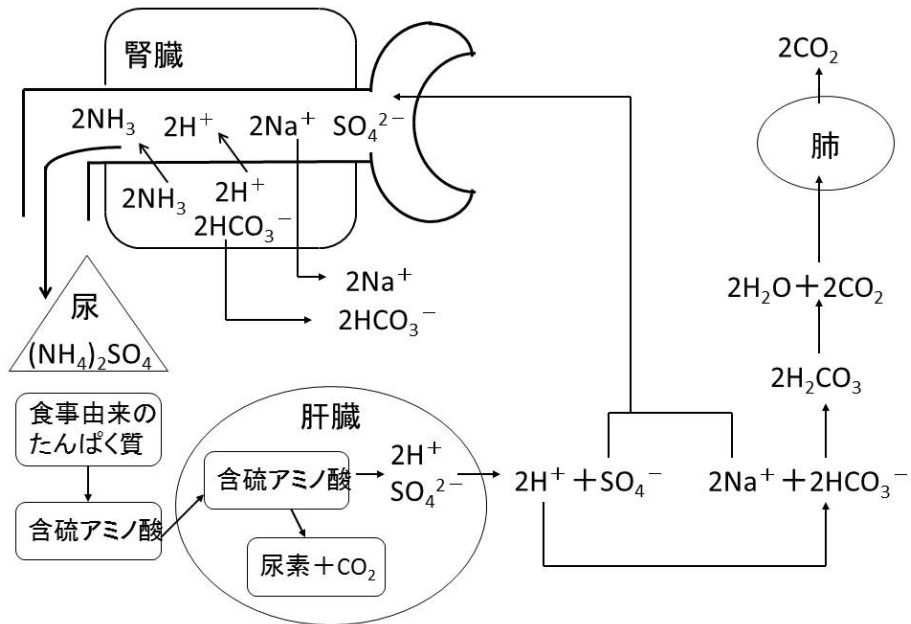 腎臓
2NH₃ 2H⁺ 2Na⁺ SO₄²⁻
2NH₃ 2H⁺
2HCO₃⁻
2Na⁺
2HCO₃⁻
尿
(NH₄)₂SO₄
2CO₂
肺
2H₂O+2CO₂
2H₂CO₃
食事由来の
たんぱく質
含硫アミノ酸
肝臓
含硫アミノ酸
2H⁺
SO₄²⁻
尿素+CO₂
2H⁺+SO₄⁻ 2Na⁺+2HCO₃⁻